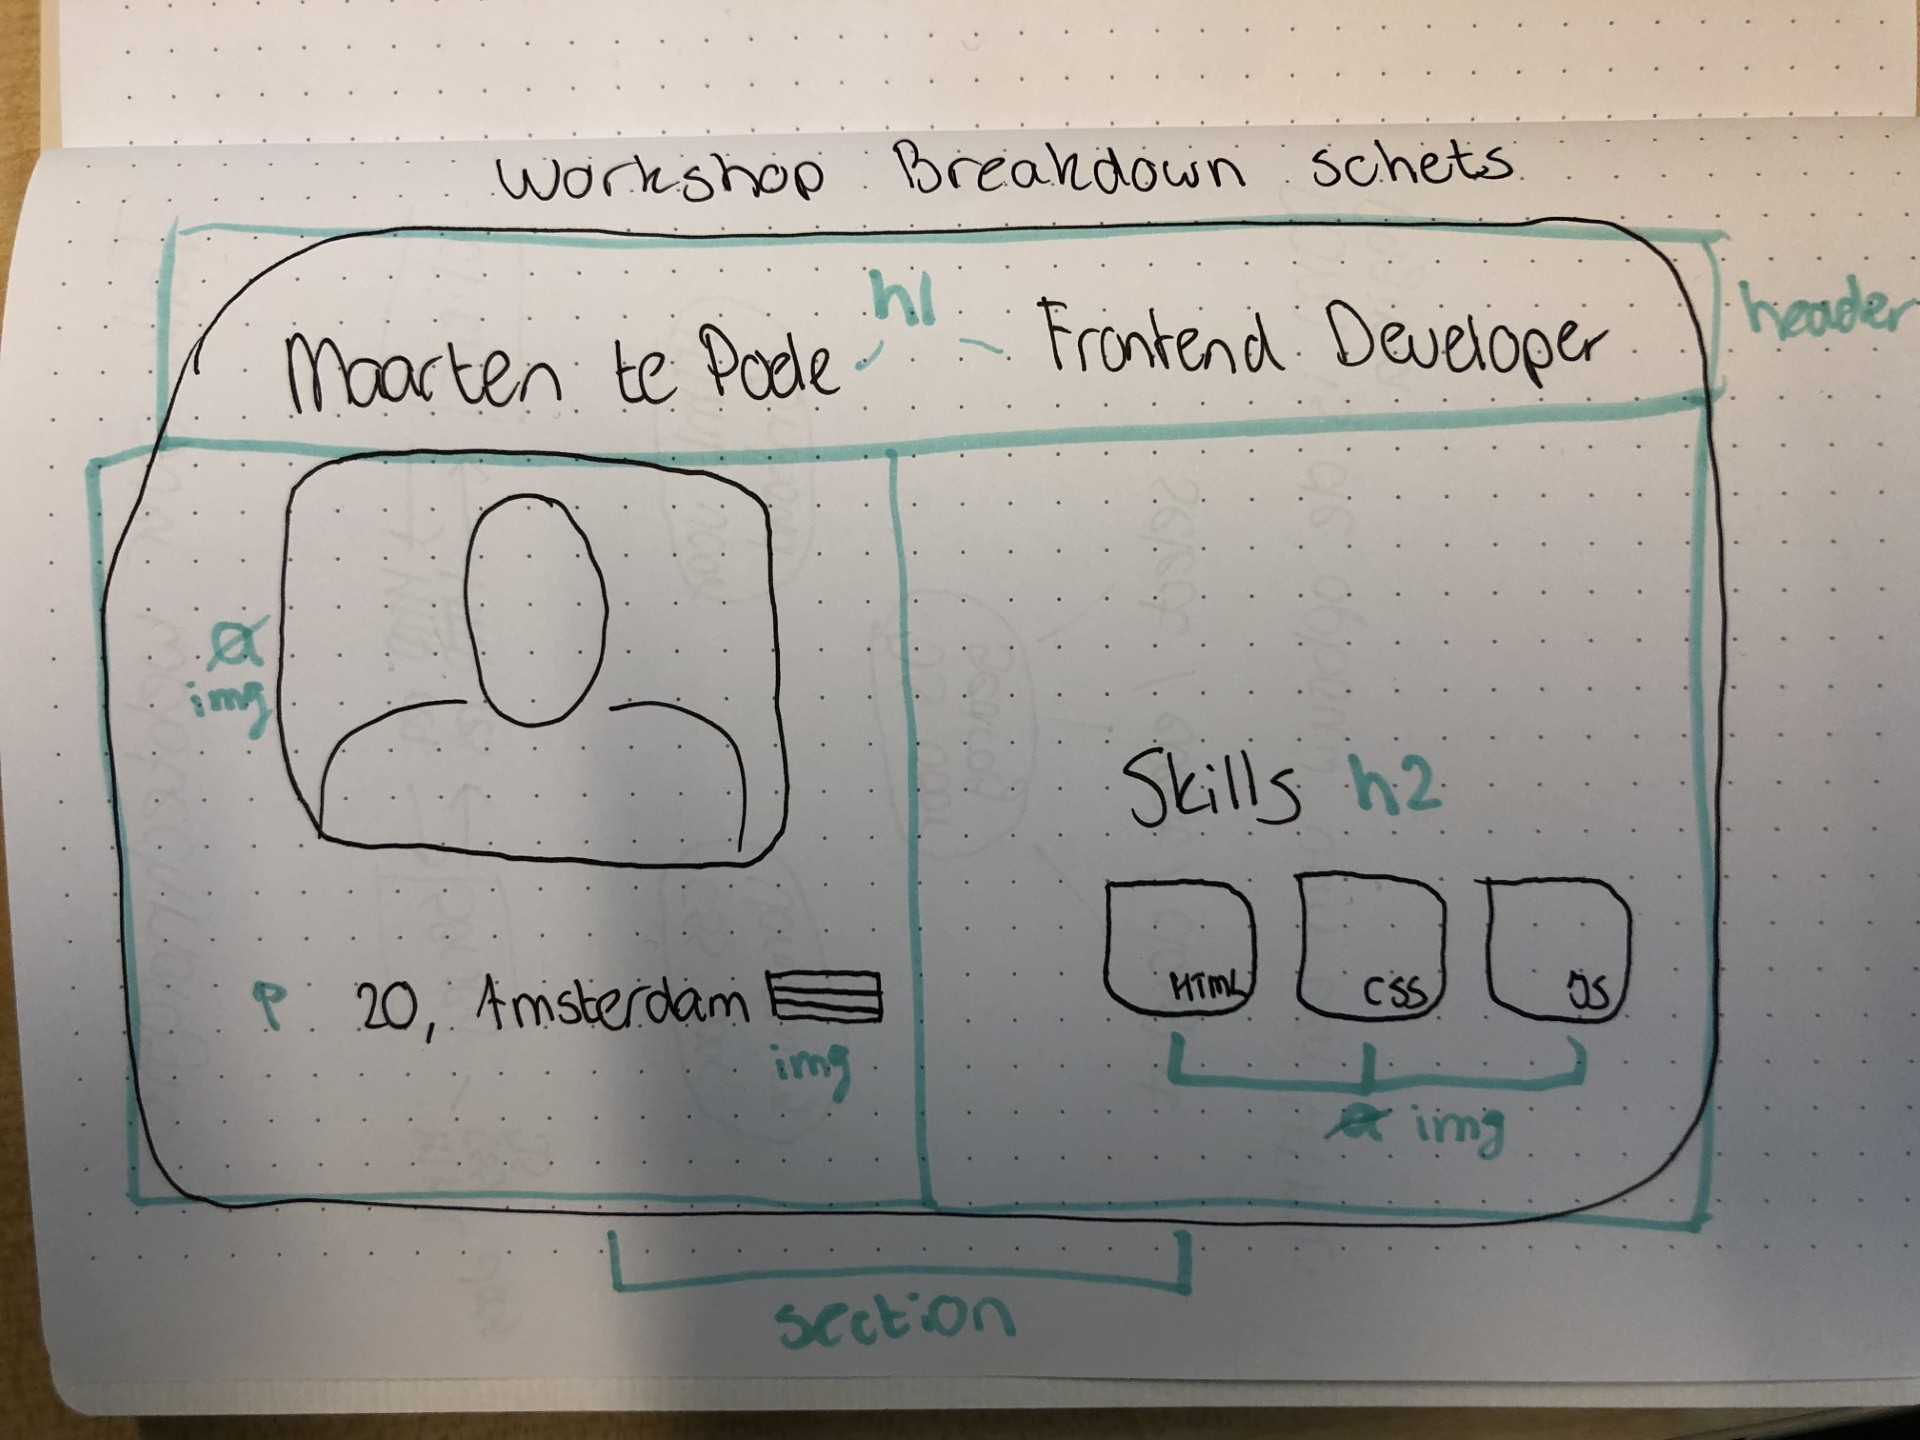 Workshop Breakdown schets
h1
header
Maarten te Poele
Frontend Developer
a
img
Skills h2
HTML
CSS
JS
P 20, Amsterdam
img
a img
section